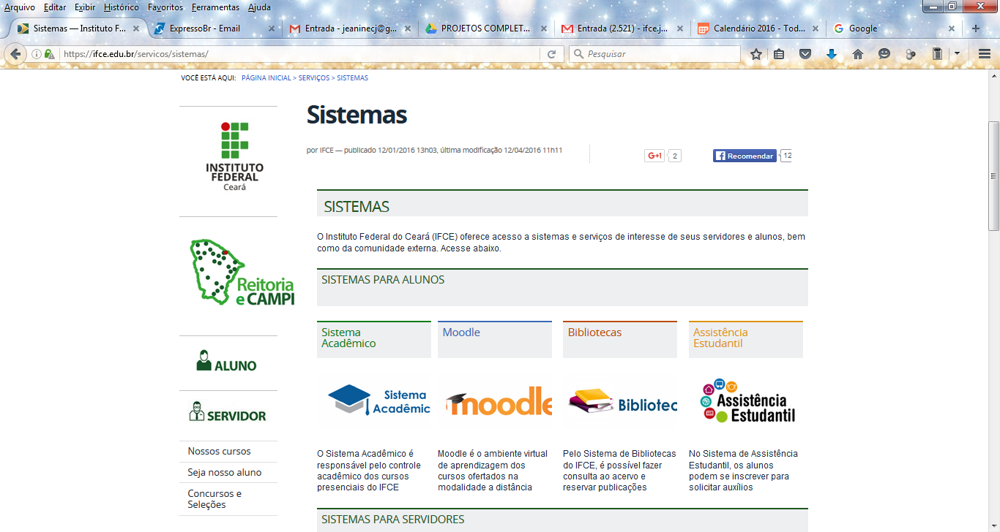 Arquivo Editar Exibir Histórico Favoritos Ferramentas Ajuda
Sistemas — Instituto F...
ExpressoBr - Email
Entrada - jeaninecj@g...
PROJETOS COMPLET...
Entrada (2.521) - ifce.j...
Calendário 2016 - Tod...
Google
https://ifce.edu.br/servicos/sistemas/
Pesquisar
VOCÊ ESTÁ AQUI: PÁGINA INICIAL > SERVIÇOS > SISTEMAS
Sistemas
por IFCE — publicado 12/01/2016 13h03, última modificação 12/04/2016 11h11
G+1 2
Recomendar 12
INSTITUTO
FEDERAL
Ceará
Reitoria
e CAMPI
ALUNO
SERVIDOR
Nossos cursos
Seja nosso aluno
Concursos e
Seleções
SISTEMAS
O Instituto Federal do Ceará (IFCE) oferece acesso a sistemas e serviços de interesse de seus servidores e alunos, bem
como da comunidade externa. Acesse abaixo.
SISTEMAS PARA ALUNOS
Sistema
Acadêmico
Moodle
Bibliotecas
Assistência
Estudantil
Sistema
Acadêmic
moodle
Bibliotec
Assistência
Estudantil
O Sistema Acadêmico é
responsável pelo controle
acadêmico dos cursos
presenciais do IFCE
Moodle é o ambiente virtual
de aprendizagem dos
cursos ofertados na
modalidade a distância
Pelo Sistema de Bibliotecas
do IFCE, é possível fazer
consulta ao acervo e
reservar publicações
No Sistema de Assistência
Estudantil, os alunos
podem se inscrever para
solicitar auxílios
SISTEMAS PARA SERVIDORES